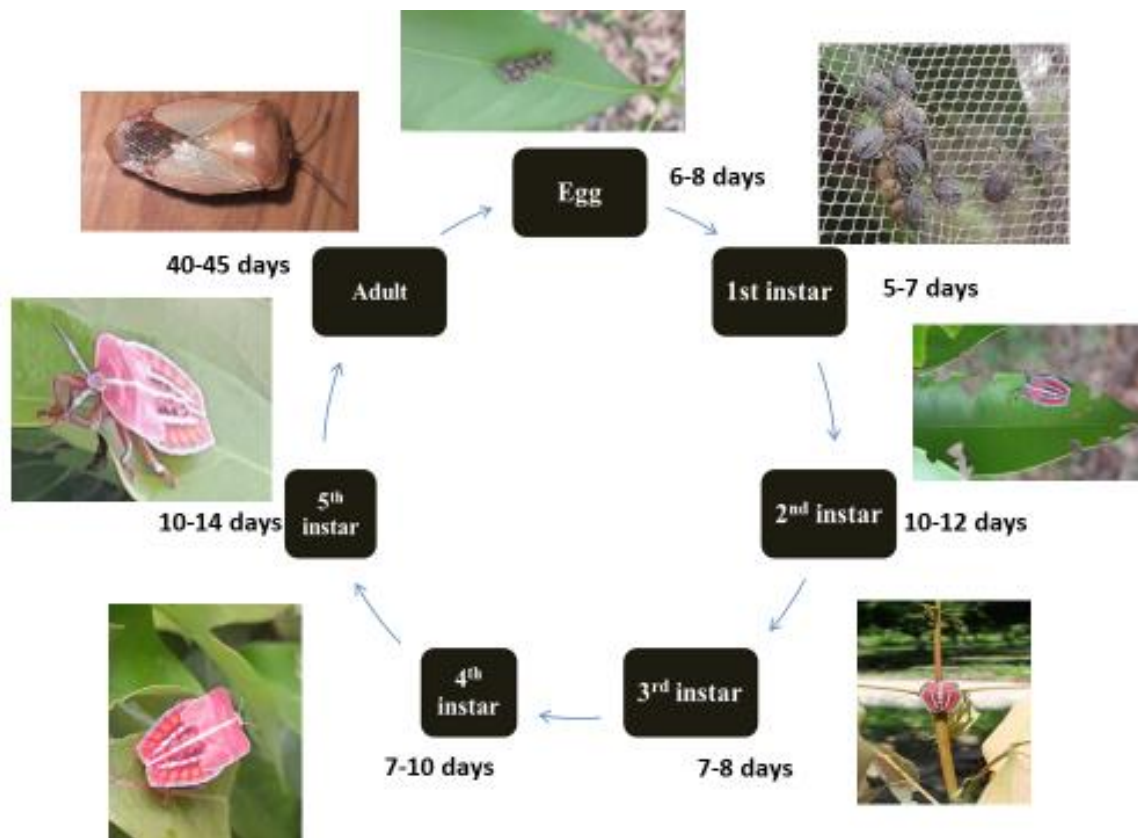 Egg
6-8 days
1st instar
5-7 days
2nd instar
10-12 days
3rd instar
7-8 days
4th
instar
7-10 days
5th
instar
10-14 days
Adult
40-45 days